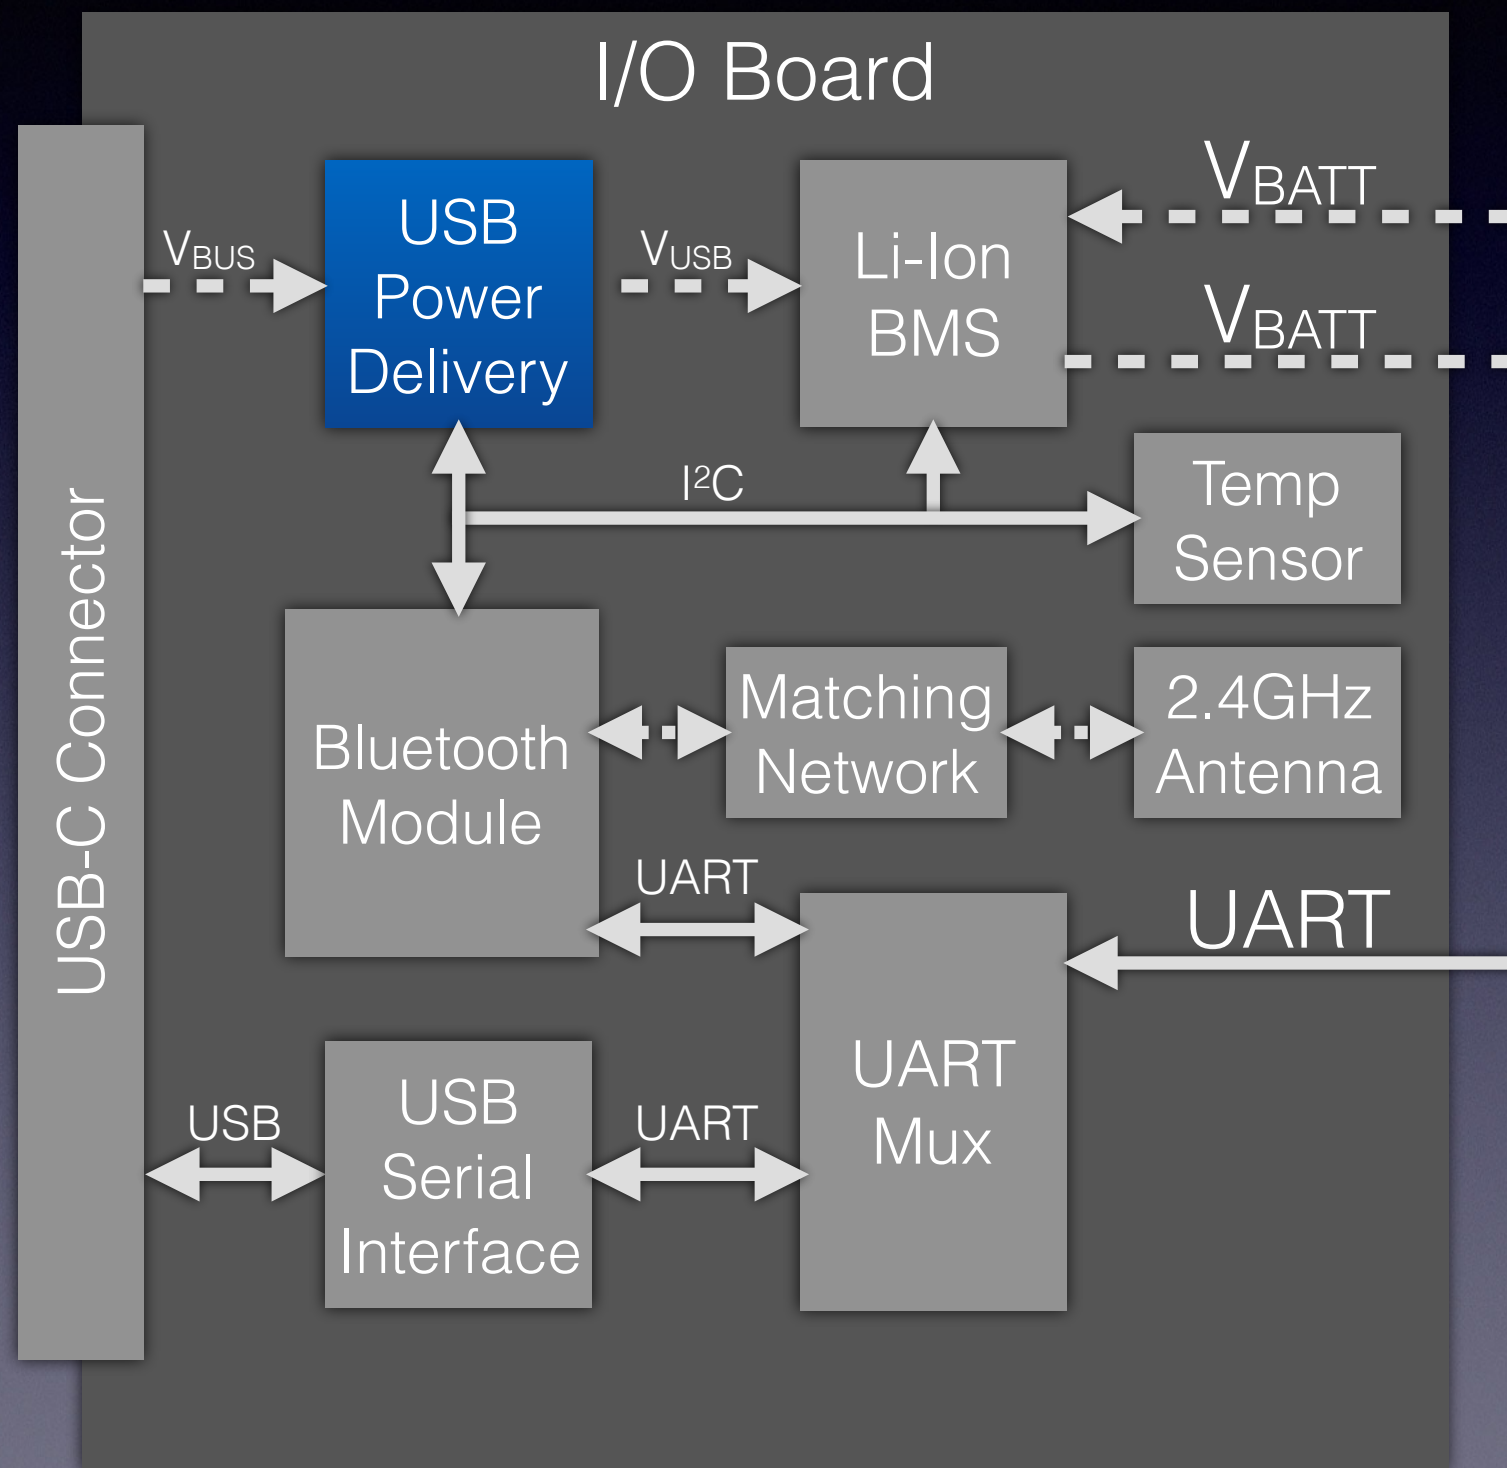 I/O Board
USB-C Connector
VBUS
USB
Power
Delivery
VUSB
Li-Ion
BMS
VBATT
VBATT
I²C
Temp
Sensor
Bluetooth
Module
Matching
Network
2.4GHz
Antenna
UART
UART
UART
Mux
USB
USB
Serial
Interface
UART